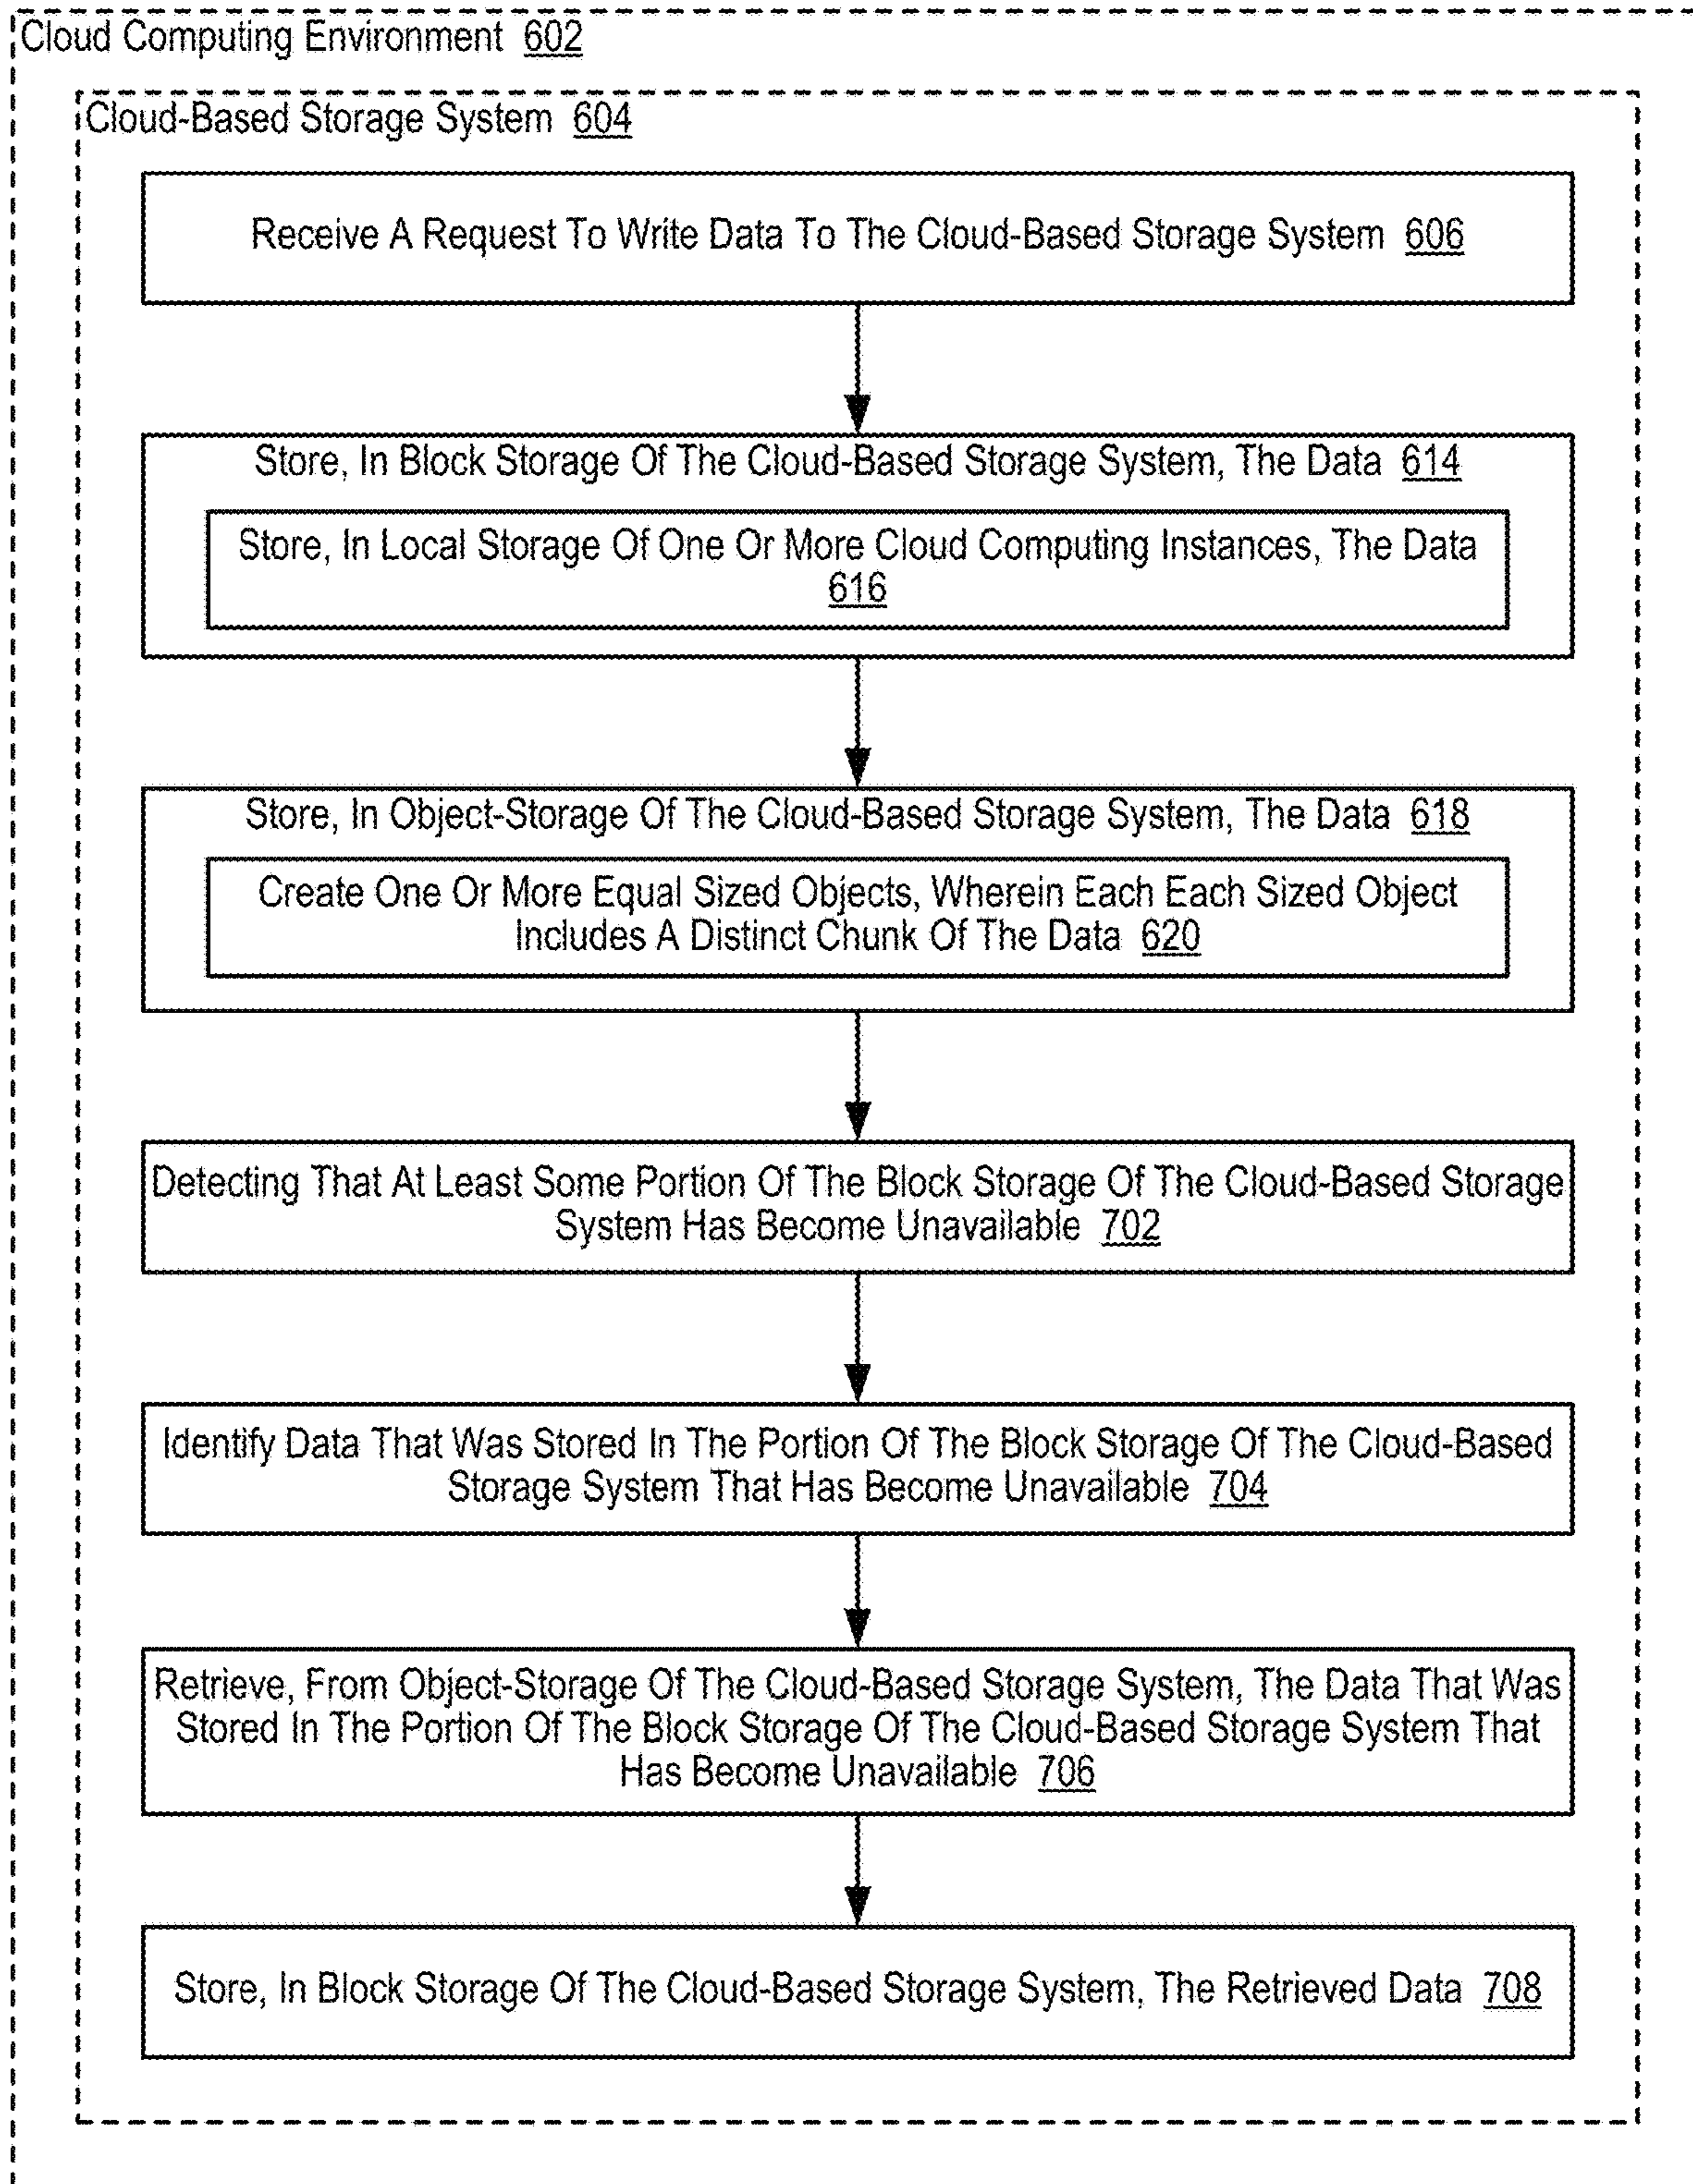 Cloud Computing Environment 602
Cloud-Based Storage System 604
Receive A Request To Write Data To The Cloud-Based Storage System 606
Store, In Block Storage Of The Cloud-Based Storage System, The Data 614
Store, In Local Storage Of One Or More Cloud Computing Instances, The Data
616
Store, In Object-Storage Of The Cloud-Based Storage System, The Data 618
Create One Or More Equal Sized Objects, Wherein Each Each Sized Object
Includes A Distinct Chunk Of The Data 620
Detecting That At Least Some Portion Of The Block Storage Of The Cloud-Based Storage
System Has Become Unavailable 702
Identify Data That Was Stored In The Portion Of The Block Storage Of The Cloud-Based
Storage System That Has Become Unavailable 704
Retrieve, From Object-Storage Of The Cloud-Based Storage System, The Data That Was
Stored In The Portion Of The Block Storage Of The Cloud-Based Storage System That
Has Become Unavailable 706
Store, In Block Storage Of The Cloud-Based Storage System, The Retrieved Data 708